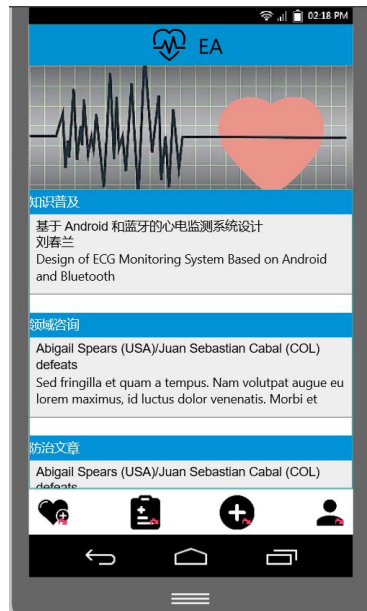 02:18 PM
EA
知识普及
基于 Android 和蓝牙的心电监测系统设计
刘春兰
Design of ECG Monitoring System Based on Android
and Bluetooth
领域咨询
Abigail Spears (USA)/Juan Sebastian Cabal (COL)
defeats
Sed fringilla et quam a tempus. Nam volutpat augue eu
lorem maximus, id luctus dolor venenatis. Morbi et
防治文章
Abigail Spears (USA)/Juan Sebastian Cabal (COL)
defeats